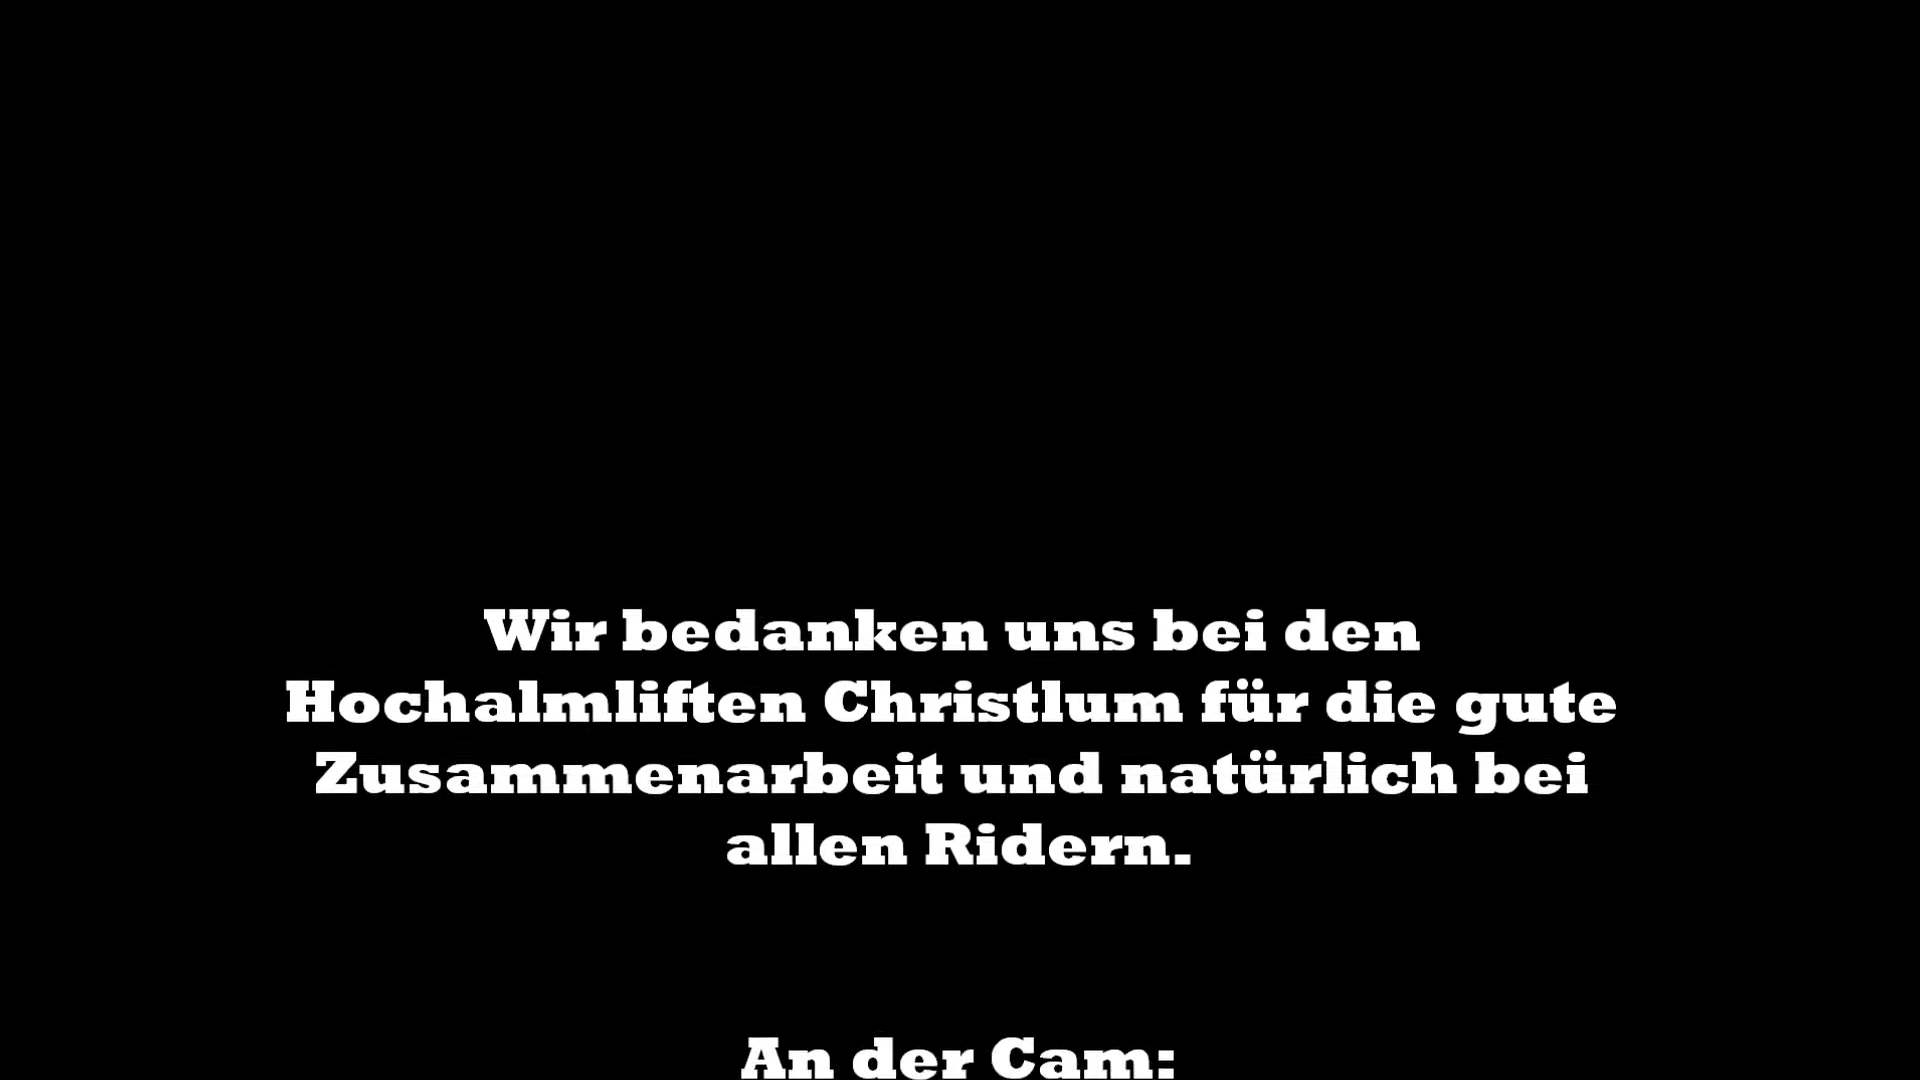 Wir bedanken uns bei den
Hochalmliften Christlum für die gute
Zusammenarbeit und natürlich bei
allen Ridern.
An der Cam: